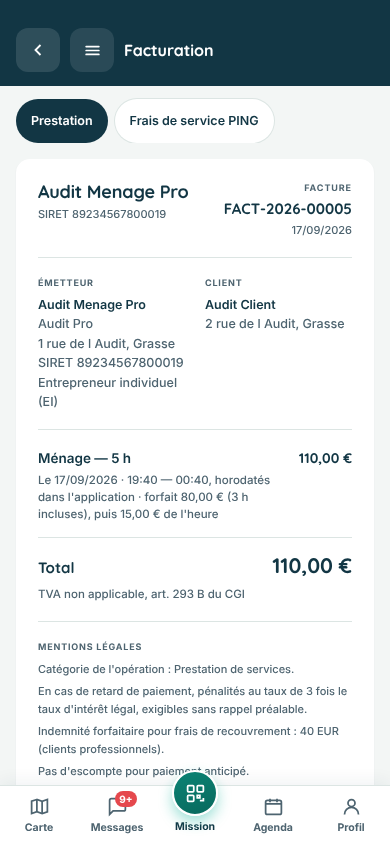 Facturation
Prestation
Frais de service PING
Audit Menage Pro
SIRET 89234567800019
FACTURE
FACT-2026-00005
17/09/2026
ÉMETTEUR
Audit Menage Pro
Audit Pro
1 rue de l Audit, Grasse
SIRET 89234567800019
Entrepreneur individuel
(EI)
CLIENT
Audit Client
2 rue de l Audit, Grasse
Ménage — 5 h
110,00 €
Le 17/09/2026 · 19:40 — 00:40, horodatés
dans l'application · forfait 80,00 € (3 h
incluses), puis 15,00 € de l'heure
Total
110,00 €
TVA non applicable, art. 293 B du CGI
MENTIONS LÉGALES
Catégorie de l'opération : Prestation de services.
En cas de retard de paiement, pénalités au taux de 3 fois le
taux d'intérêt légal, exigibles sans rappel préalable.
Indemnité forfaitaire pour frais de recouvrement : 40 EUR
(clients professionnels).
Pas d'escompte pour paiement anticipé.
Carte
9+
Messages
Mission
Agenda
Profil